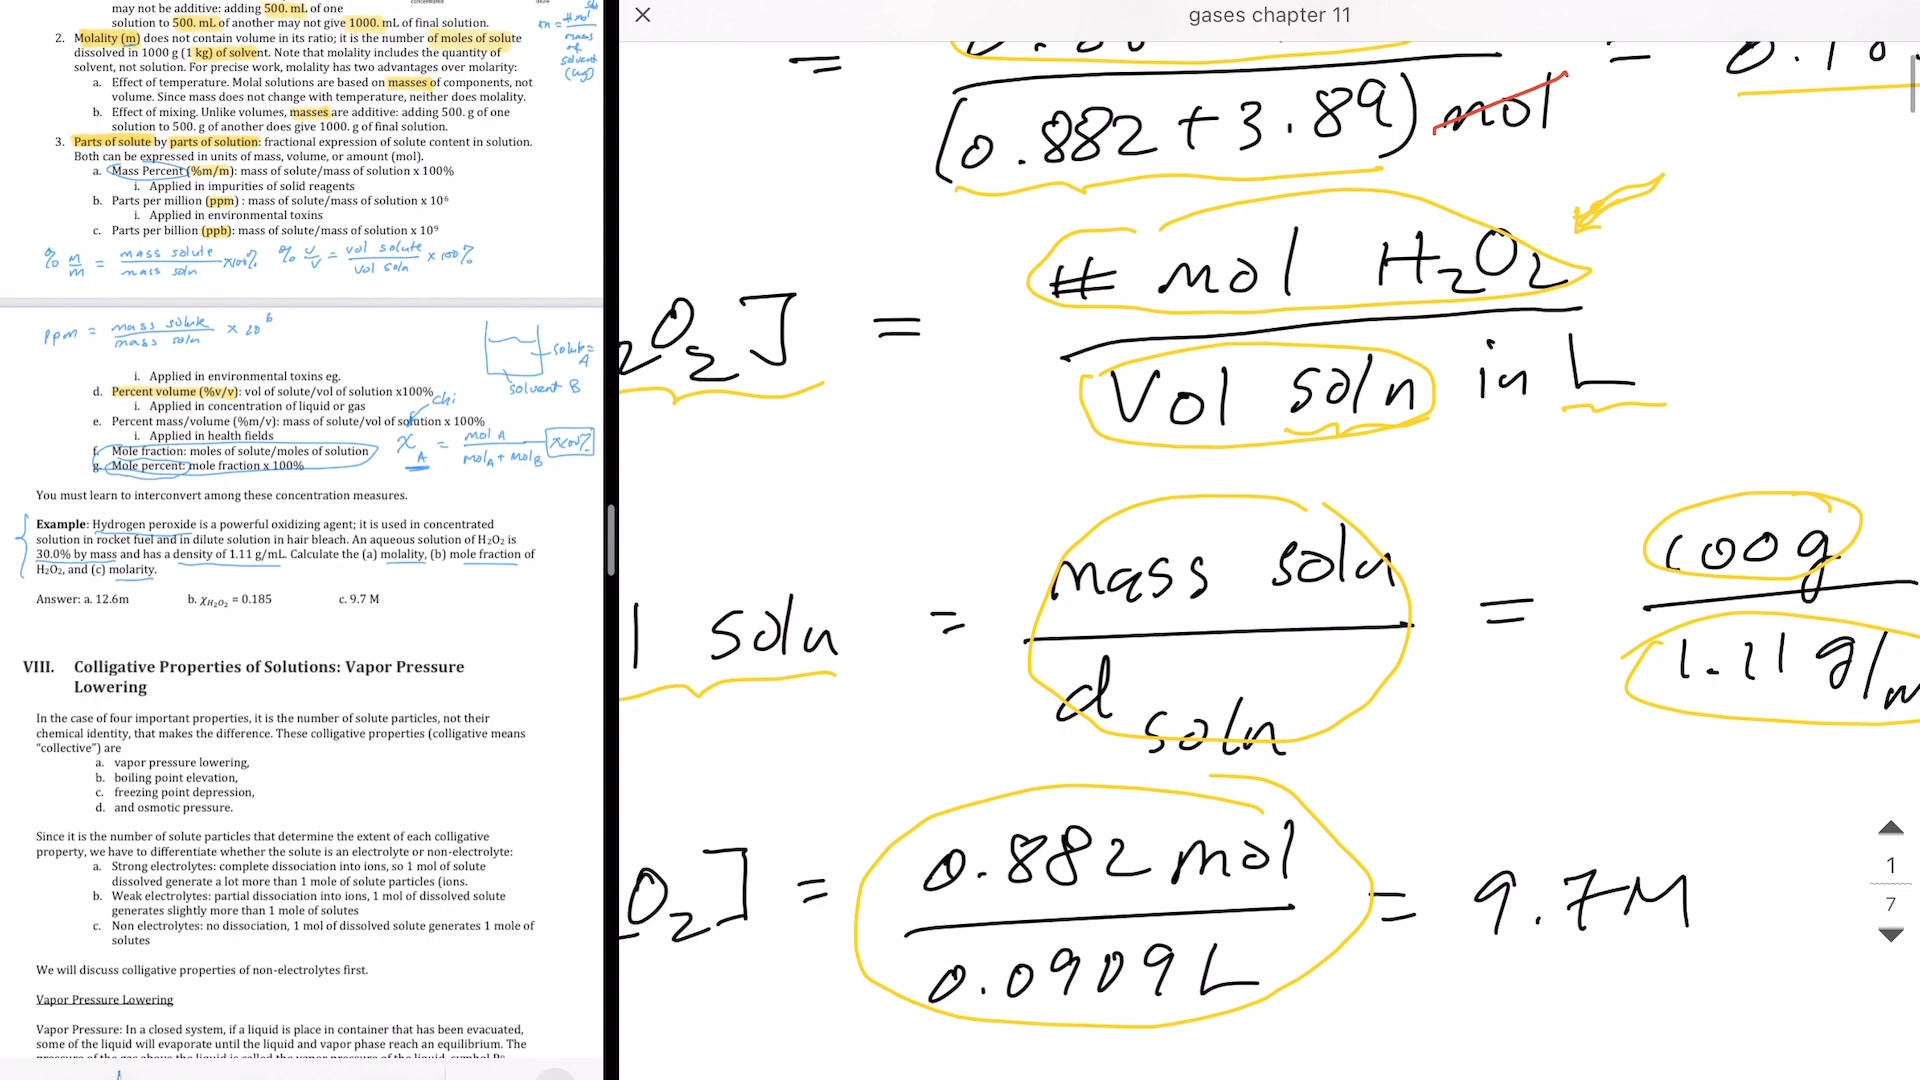 may not be additive: adding 500. mL of one
solution to 500. mL of another may not give 1000. mL of final solution.
2. Molality (m) does not contain volume in its ratio; it is the number of moles of solute
dissolved in 1000 g (1 kg) of solvent. Note that molality includes the quantity of
solvent, not solution. For precise work, molality has two advantages over molarity:
a. Effect of temperature. Molal solutions are based on masses of components, not
volume. Since mass does not change with temperature, neither does molality.
b. Effect of mixing. Unlike volumes, masses are additive: adding 500. g of one
solution to 500. g of another does give 1000. g of final solution.
3. Parts of solute by parts of solution: fractional expression of solute content in solution.
Both can be expressed in units of mass, volume, or amount (mol).
a. Mass Percent (%m/m): mass of solute/mass of solution x 100%
i. Applied in impurities of solid reagents
b. Parts per million (ppm) : mass of solute/mass of solution x 10⁶
i. Applied in environmental toxins
c. Parts per billion (ppb): mass of solute/mass of solution x 10⁹
m =
mass
of
solvent
(kg)
% m/m = mass solute / mass soln x100% % v/v = vol solute / vol soln x 100%
ppm = mass solute / mass soln x 10⁶
solute = A
solvent B
i. Applied in environmental toxins eg.
d. Percent volume (%v/v): vol of solute/vol of solution x100%
i. Applied in concentration of liquid or gas
chi
e. Percent mass/volume (%m/v): mass of solute/vol of solution x 100%
i. Applied in health fields
f. Mole fraction: moles of solute/moles of solution
g. Mole percent: mole fraction x 100%
χA = mol A / molA + molB x100%
You must learn to interconvert among these concentration measures.
Example: Hydrogen peroxide is a powerful oxidizing agent; it is used in concentrated
solution in rocket fuel and in dilute solution in hair bleach. An aqueous solution of H₂O₂ is
30.0% by mass and has a density of 1.11 g/mL. Calculate the (a) molality, (b) mole fraction of
H₂O₂, and (c) molarity.
Answer: a. 12.6m b. χH₂O₂ = 0.185 c. 9.7 M
VIII. Colligative Properties of Solutions: Vapor Pressure
Lowering
In the case of four important properties, it is the number of solute particles, not their
chemical identity, that makes the difference. These colligative properties (colligative means
“collective”) are
a. vapor pressure lowering,
b. boiling point elevation,
c. freezing point depression,
d. and osmotic pressure.
Since it is the number of solute particles that determine the extent of each colligative
property, we have to differentiate whether the solute is an electrolyte or non-electrolyte:
a. Strong electrolytes: complete dissociation into ions, so 1 mol of solute
dissolved generate a lot more than 1 mole of solute particles (ions.
b. Weak electrolytes: partial dissociation into ions, 1 mol of dissolved solute
generates slightly more than 1 mole of solutes
c. Non electrolytes: no dissociation, 1 mol of dissolved solute generates 1 mole of
solutes
We will discuss colligative properties of non-electrolytes first.
Vapor Pressure Lowering
Vapor Pressure: In a closed system, if a liquid is place in container that has been evacuated,
some of the liquid will evaporate until the liquid and vapor phase reach an equilibrium. The
gases chapter 11
=
(0.882 + 3.89) mol
# mol H₂O₂
₂O₂] =
Vol soln in L
mass soln
l soln = = 100g
d soln
1.11 g/m
0.882 mol
O₂] = = 9.7M
0.0909 L
1
7